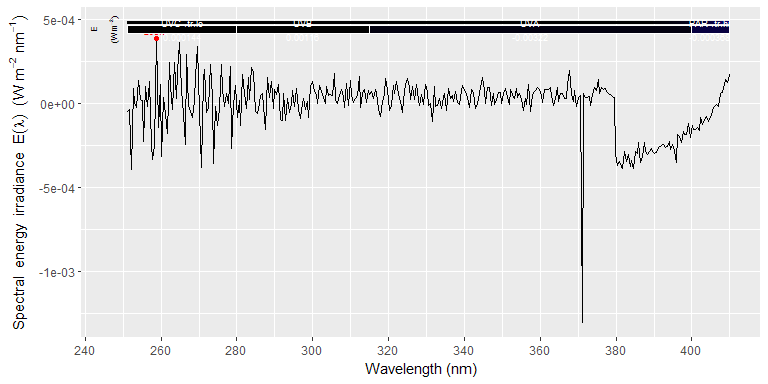 5e-04
0e+00
-5e-04
-1e-03
Spectral energy irradiance E(λ) (W m−2 nm−1)
E
(W m−2)
UVB
UVA
240
260
280
300
320
340
360
380
400
Wavelength (nm)